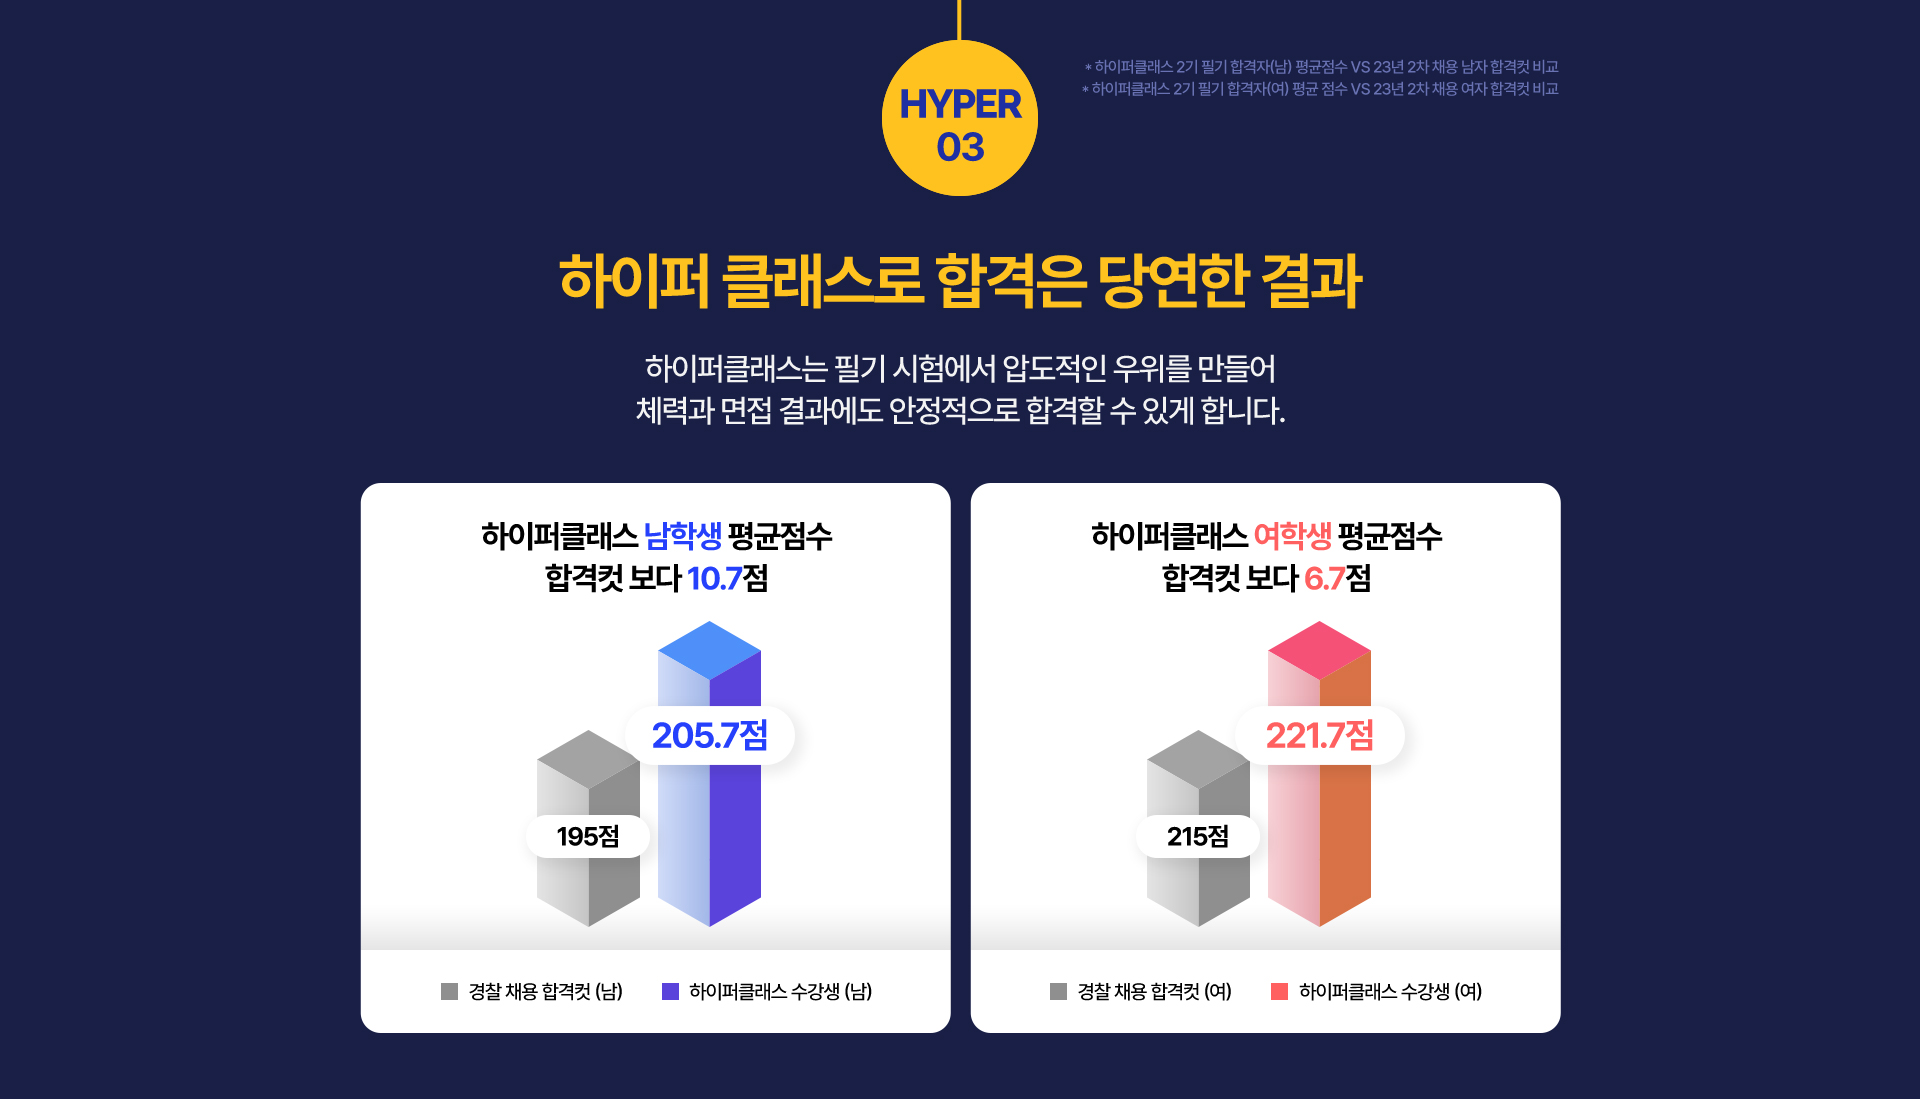 HYPER
03
* 하이퍼클래스 2기 필기 합격자(남) 평균점수 VS 23년 2차 채용 남자 합격컷 비교
* 하이퍼클래스 2기 필기 합격자(여) 평균 점수 VS 23년 2차 채용 여자 합격컷 비교
하이퍼 클래스로 합격은 당연한 결과
하이퍼클래스는 필기 시험에서 압도적인 우위를 만들어
체력과 면접 결과에도 안정적으로 합격할 수 있게 합니다.
하이퍼클래스 남학생 평균점수
합격컷 보다 10.7점
205.7점
195점
경찰 채용 합격컷 (남)
하이퍼클래스 수강생 (남)
하이퍼클래스 여학생 평균점수
합격컷 보다 6.7점
221.7점
215점
경찰 채용 합격컷 (여)
하이퍼클래스 수강생 (여)